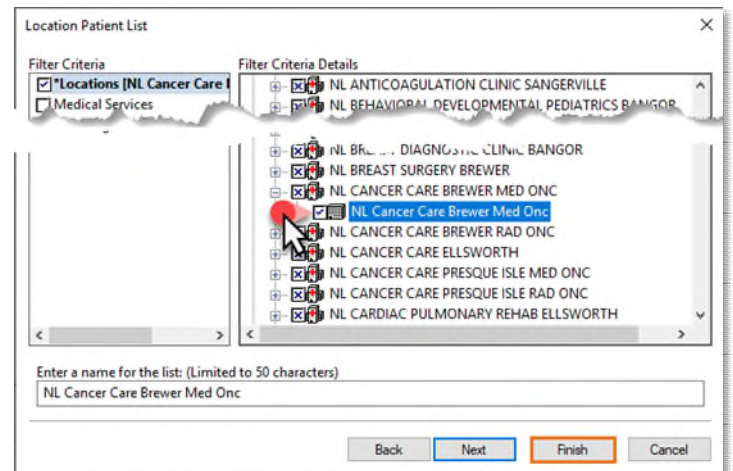 Location Patient List
Filter Criteria
Filter Criteria Details
*Locations [NL Cancer Care
Medical Services
NL ANTICOAGULATION CLINIC SANGERVILLE
NL BEHAVIORAL DEVELOPMENTAL PEDIATRICS BANGOR
DIAGNOSTIC CLINIC BANGOR
NL BREAST SURGERY BREWER
NL CANCER CARE BREWER MED ONC
NL Cancer Care Brewer Med Onc
NL CANCER CARE BREWER RAD ONC
NL CANCER CARE ELLSWORTH
NL CANCER CARE PRESQUE ISLE MED ONC
NL CANCER CARE PRESQUE ISLE RAD ONC
NL CARDIAC PULMONARY REHAB ELLSWORTH
Enter a name for the list: (Limited to 50 characters)
NL Cancer Care Brewer Med Onc
Back Next Finish Cancel